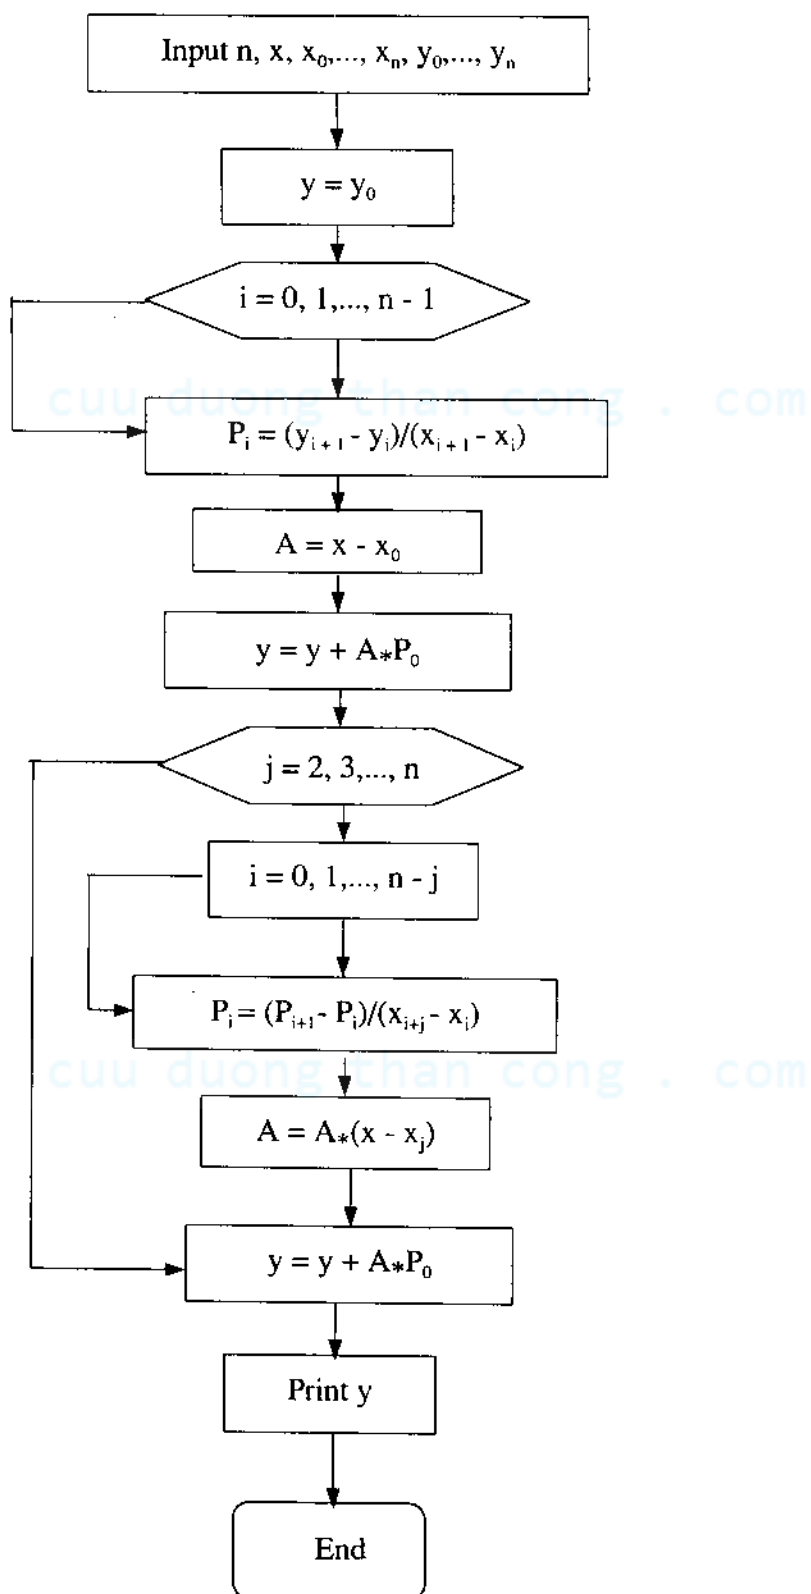 Input n, x, x₀,..., xₙ, y₀,..., yₙ
y = y₀
i = 0, 1,..., n - 1
cuu duong than cong . com
Pᵢ = (yᵢ₊₁ - yᵢ)/(xᵢ₊₁ - xᵢ)
A = x - x₀
y = y + A*P₀
j = 2, 3,..., n
i = 0, 1,..., n - j
Pᵢ = (Pᵢ₊₁ - Pᵢ)/(xᵢ₊ⱼ - xᵢ)
cuu duong than cong . com
A = A*(x - xⱼ)
y = y + A*P₀
Print y
End